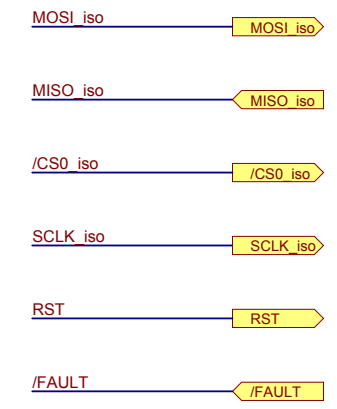 MOSI_iso
MOSI_iso
MISO_iso
MISO_iso
/CS0_iso
/CS0_iso
SCLK_iso
SCLK_iso
RST
RST
/FAULT
/FAULT